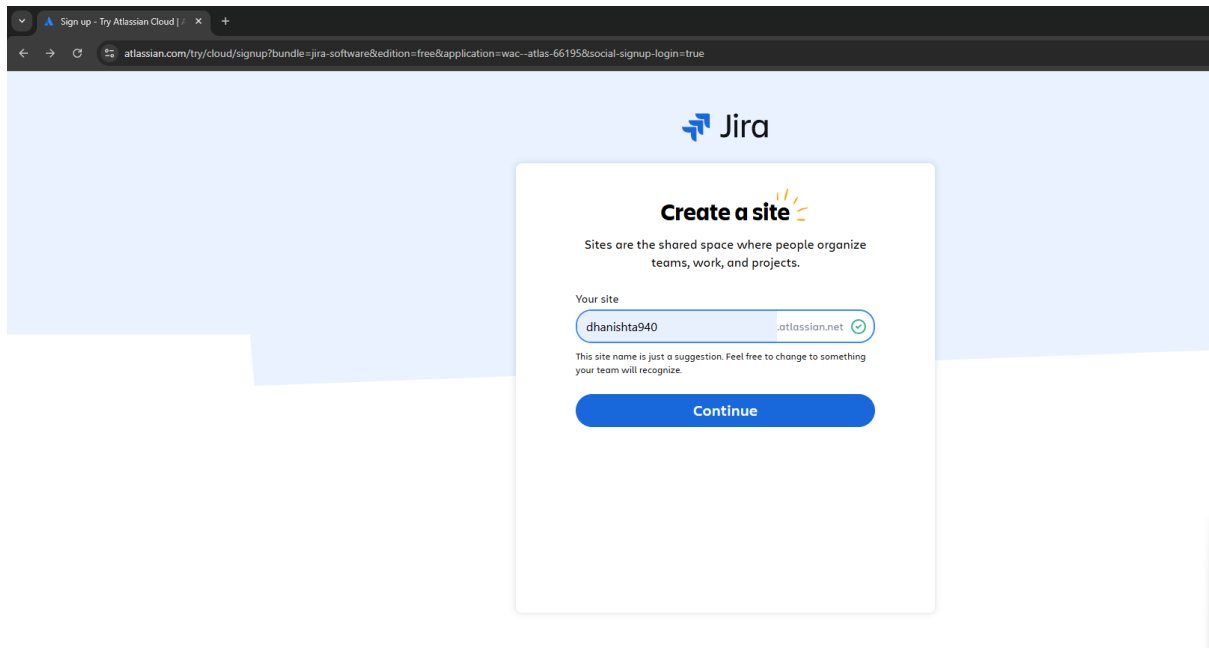 Sign up - Try Atlassian Cloud | A
atlassian.com/try/cloud/signup?bundle=jira-software&edition=free&application=wac--atlas-66195&social-signup-login=true
Jira
Create a site
Sites are the shared space where people organize
teams, work, and projects.
Your site
dhanishta940 .atlassian.net
This site name is just a suggestion. Feel free to change to something
your team will recognize.
Continue